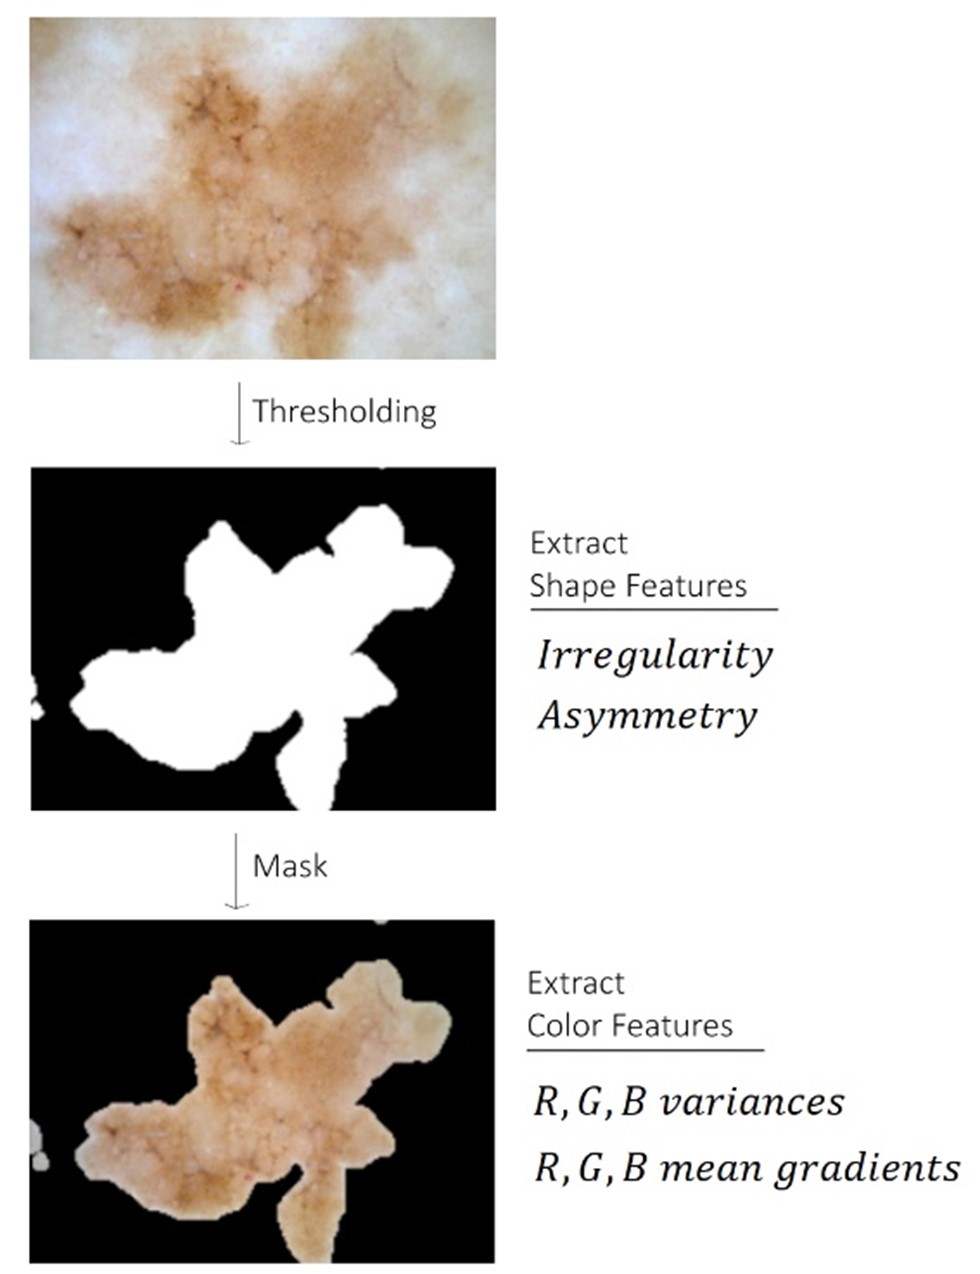 Thresholding
Extract
Shape Features
Irregularity
Asymmetry
Mask
Extract
Color Features
R, G, B variances
R, G, B mean gradients